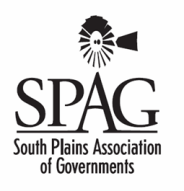 SPAG
South Plains Association
of Governments